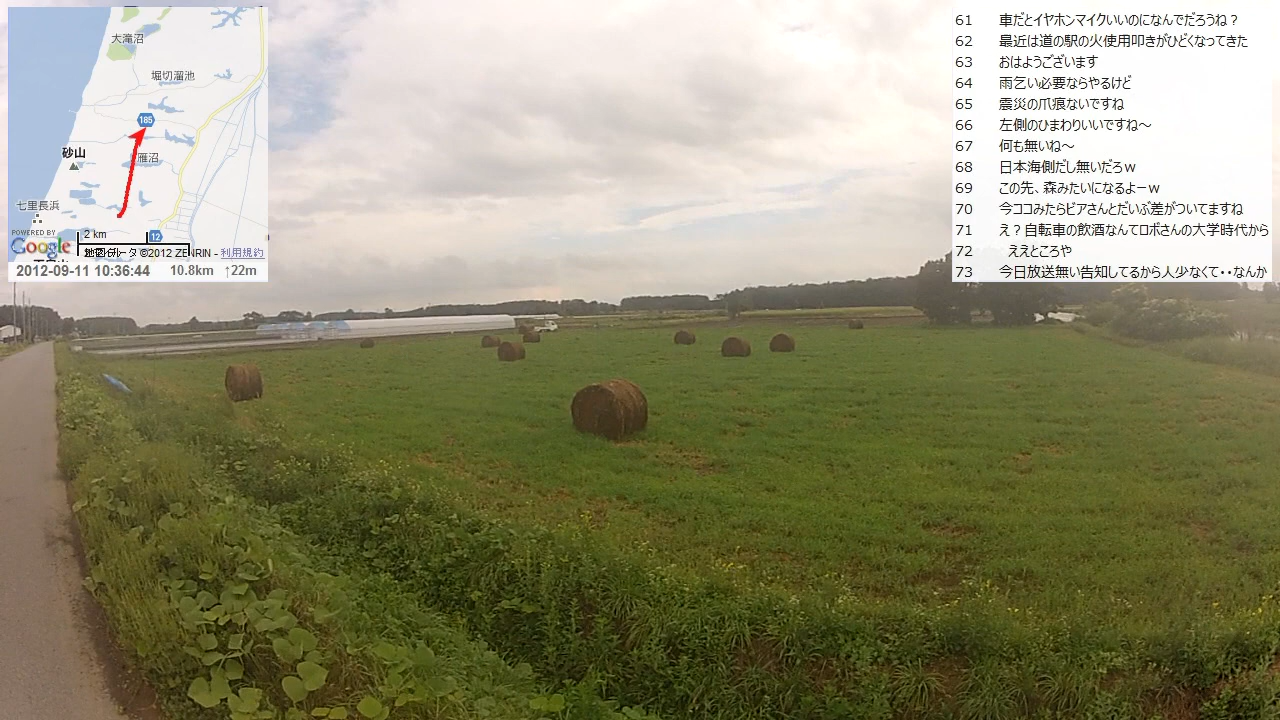 大滝沼
堀切溜池
185
雁沼
砂山
七里長浜
POWERED BY
Google
2 km
12
地図データ ©2012 ZENRIN - 利用規約
2012-09-11 10:36:44 10.8km ↑22m
61 車だとイヤホンマイクいいのになんでだろうね？
62 最近は道の駅の火使用叩きがひどくなってきた
63 おはようございます
64 雨乞い必要ならやるけど
65 震災の爪痕ないですね
66 左側のひまわりいいですね～
67 何も無いね～
68 日本海側だし無いだろｗ
69 この先、森みたいになるよーｗ
70 今ココみたらビアさんとだいぶ差がついてますね
71 え？自転車の飲酒なんてロボさんの大学時代から
72 ええところや
73 今日放送無い告知してるから人少なくて・・なんか